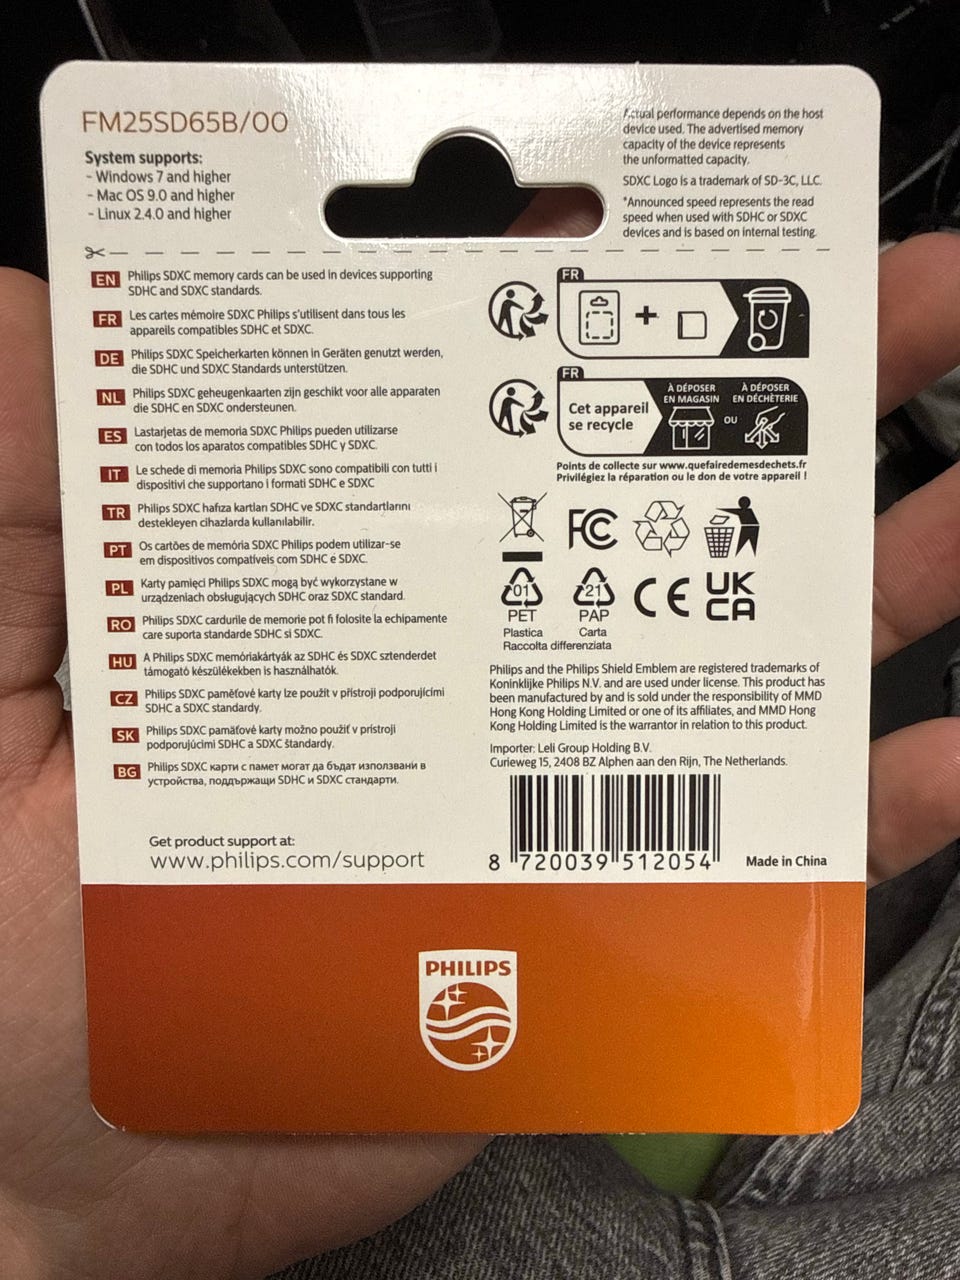 FM25SD65B/00
System supports:
- Windows 7 and higher
- Mac OS 9.0 and higher
- Linux 2.4.0 and higher
Actual performance depends on the host
device used. The advertised memory
capacity of the device represents
the unformatted capacity.
SDXC Logo is a trademark of SD-3C, LLC.
*Announced speed represents the read
speed when used with SDHC or SDXC
devices and is based on internal testing.
EN Philips SDXC memory cards can be used in devices supporting
SDHC and SDXC standards.
FR Les cartes mémoire SDXC Philips s'utilisent dans tous les
appareils compatibles SDHC et SDXC.
DE Philips SDXC Speicherkarten können in Geräten genutzt werden,
die SDHC und SDXC Standards unterstützen.
NL Philips SDXC geheugenkaarten zijn geschikt voor alle apparaten
die SDHC en SDXC ondersteunen.
ES Lastarjetas de memoria SDXC Philips pueden utilizarse
con todos los aparatos compatibles SDHC y SDXC.
IT Le schede di memoria Philips SDXC sono compatibili con tutti i
dispositivi che supportano i formati SDHC e SDXC
TR Philips SDXC hafıza kartları SDHC ve SDXC standartlarını
destekleyen cihazlarda kullanılabilir.
PT Os cartões de memória SDXC Philips podem utilizar-se
em dispositivos compatíveis com SDHC e SDXC.
PL Karty pamięci Philips SDXC mogą być wykorzystane w
urządzeniach obsługujących SDHC oraz SDXC standard.
RO Philips SDXC cardurile de memorie pot fi folosite la echipamente
care suporta standarde SDHC si SDXC.
HU A Philips SDXC memóriakártyák az SDHC és SDXC sztenderdet
támogató készülékekben is használhatók.
CZ Philips SDXC paměťové karty lze použít v přístroji podporujícími
SDHC a SDXC standardy.
SK Philips SDXC pamäťové karty možno použiť v prístroji
podporujúcimi SDHC a SDXC štandardy.
BG Philips SDXC карти с памет могат да бъдат използвани в
устройства, поддържащи SDHC и SDXC стандарти.
FR
+
FR
Cet appareil
se recycle
À DÉPOSER
EN MAGASIN
OU
À DÉPOSER
EN DÉCHÈTERIE
Points de collecte sur www.quefairedemesdechets.fr
Privilégiez la réparation ou le don de votre appareil !
FC
01
PET
Plastica
21
PAP
Carta
Raccolta differenziata
CE
UK
CA
Philips and the Philips Shield Emblem are registered trademarks of
Koninklijke Philips N.V. and are used under license. This product has
been manufactured by and is sold under the responsibility of MMD
Hong Kong Holding Limited or one of its affiliates, and MMD Hong
Kong Holding Limited is the warrantor in relation to this product.
Importer: Leli Group Holding B.V.
Curieweg 15, 2408 BZ Alphen aan den Rijn, The Netherlands.
8 720039 512054
Made in China
Get product support at:
www.philips.com/support
PHILIPS